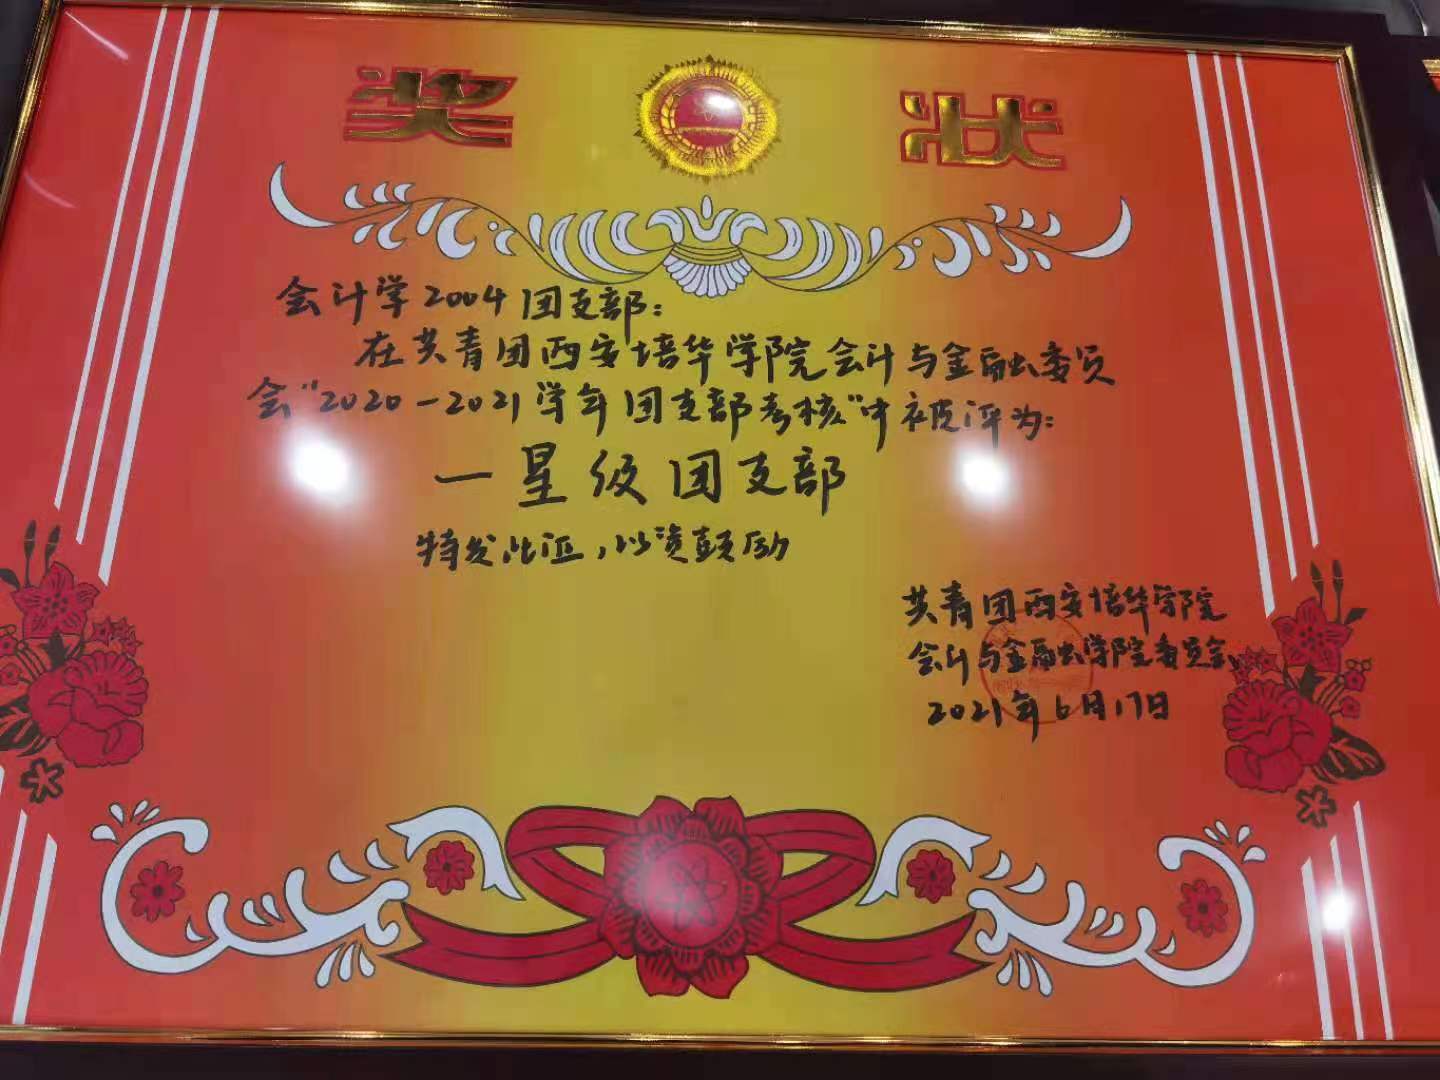 奖状
会计学2004团支部：
在共青团西安培华学院会计与金融委员
会"2020-2021学年团支部考核"中被评为：
一星级团支部
特发此证，以资鼓励
共青团西安培华学院
会计与金融学院委员会
2021年6月17日